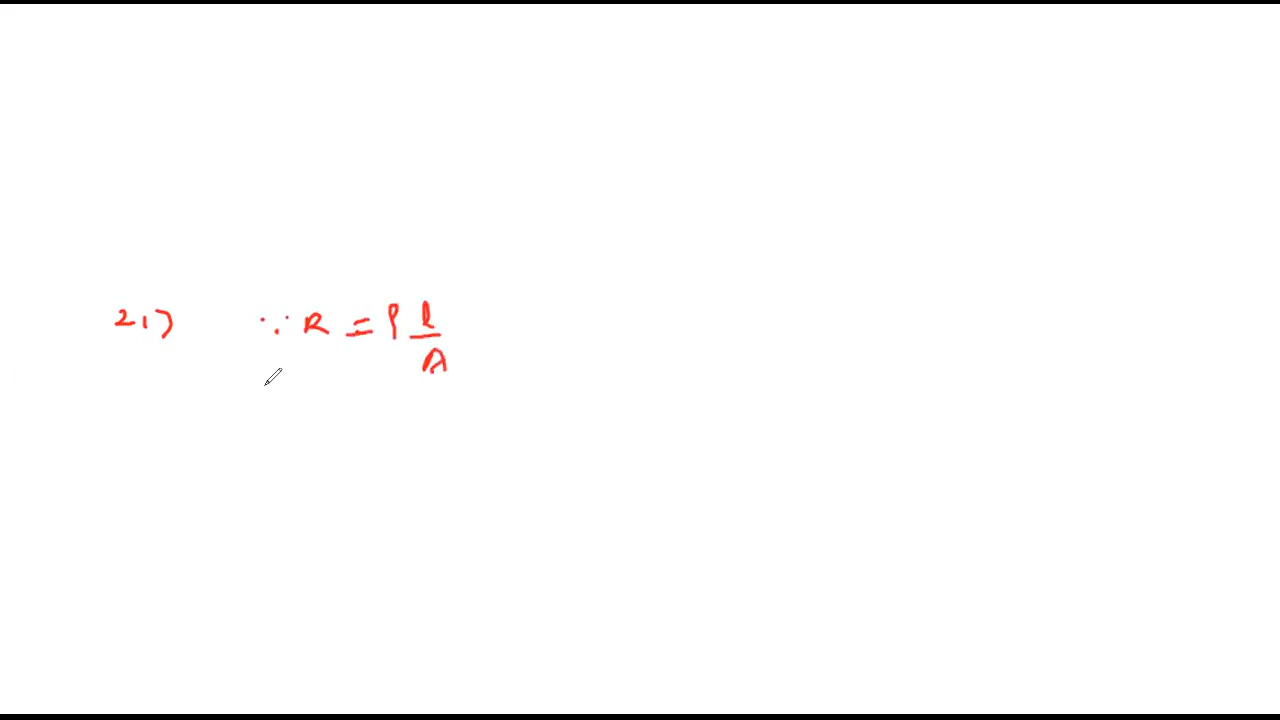 21) ∵ R = ρ l/A